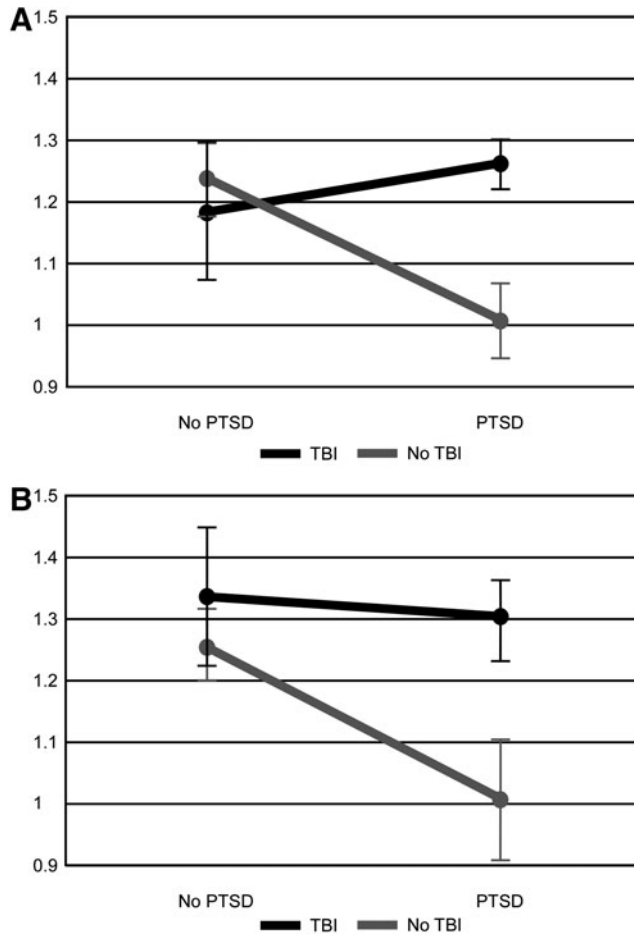 A
1.5
1.4
1.3
1.2
1.1
1
0.9
No PTSD PTSD
TBI No TBI
B
1.5
1.4
1.3
1.2
1.1
1
0.9
No PTSD PTSD
TBI No TBI